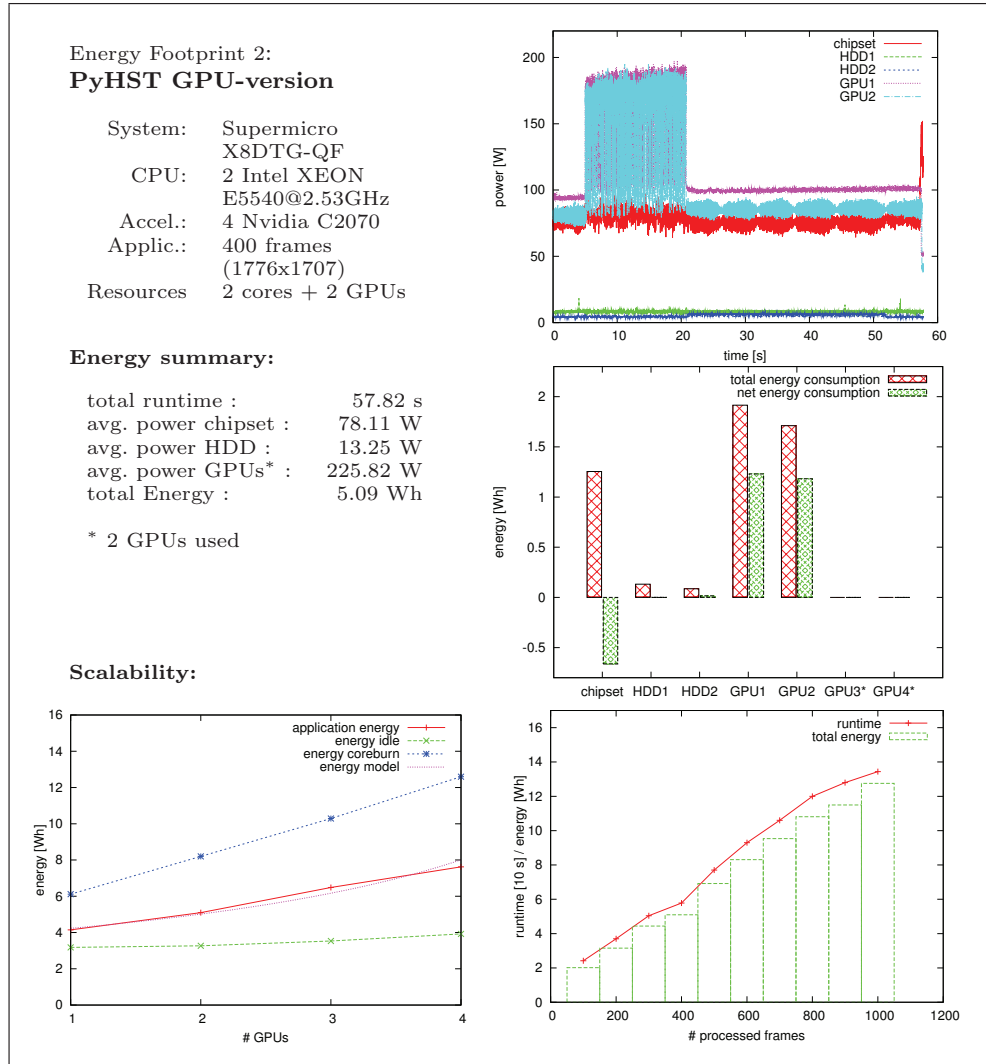 Energy Footprint 2:
PyHST GPU-version
System: Supermicro
X8DTG-QF
CPU: 2 Intel XEON
E5540@2.53GHz
Accel.: 4 Nvidia C2070
Applic.: 400 frames
(1776x1707)
Resources 2 cores + 2 GPUs
Energy summary:
total runtime : 57.82 s
avg. power chipset : 78.11 W
avg. power HDD : 13.25 W
avg. power GPUs* : 225.82 W
total Energy : 5.09 Wh
* 2 GPUs used
chipset
HDD1
HDD2
GPU1
GPU2
power [W]
200
150
100
50
0
0 10 20 30 40 50 60
time [s]
total energy consumption
net energy consumption
energy [Wh]
2
1.5
1
0.5
0
-0.5
chipset HDD1 HDD2 GPU1 GPU2 GPU3* GPU4*
Scalability:
application energy
energy idle
energy coreburn
energy model
energy [Wh]
16
14
12
10
8
6
4
2
0
1 2 3 4
# GPUs
runtime
total energy
runtime [10 s] / energy [Wh]
16
14
12
10
8
6
4
2
0
0 200 400 600 800 1000 1200
# processed frames